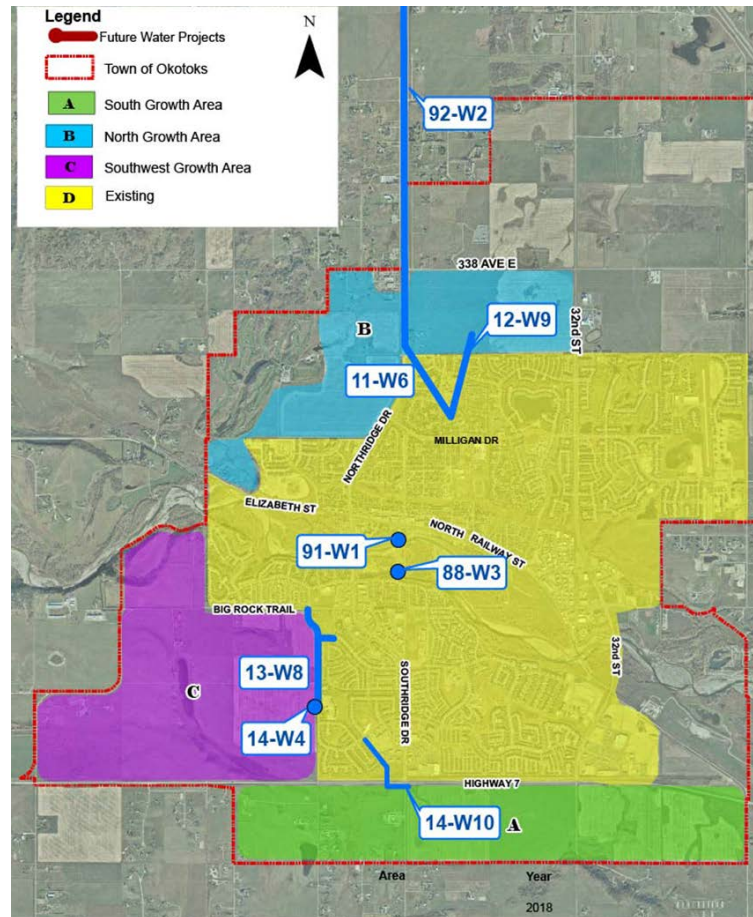 Legend
Future Water Projects
Town of Okotoks
A South Growth Area
B North Growth Area
C Southwest Growth Area
D Existing
N
92-W2
338 AVE E
B
12-W9
32nd ST
11-W6
NORTHRIDGE DR
MILLIGAN DR
ELIZABETH ST
NORTH RAILWAY ST
91-W1
88-W3
BIG ROCK TRAIL
32nd ST
SOUTHRIDGE DR
13-W8
C
14-W4
HIGHWAY 7
14-W10
A
Area Year
2018